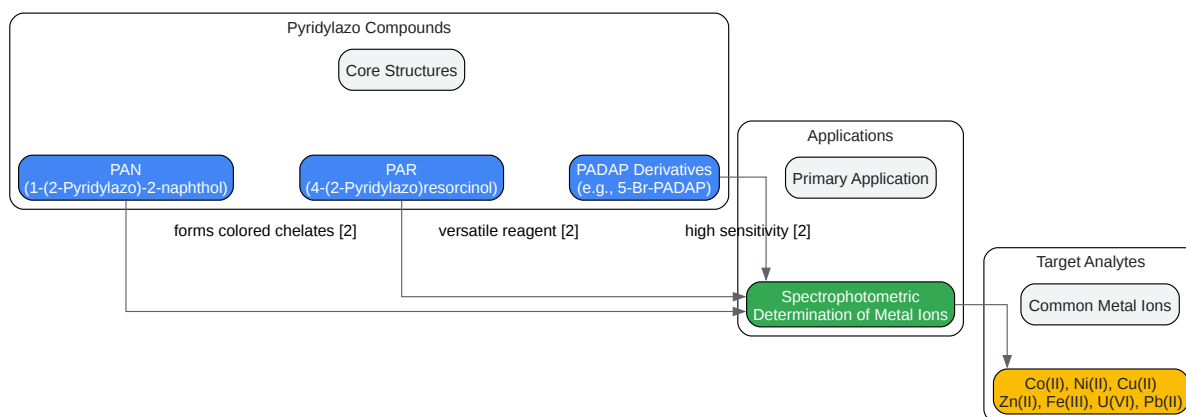 Pyridylazo Compounds
Core Structures
PAN
(1-(2-Pyridylazo)-2-naphthol)
PAR
(4-(2-Pyridylazo)resorcinol)
PADAP Derivatives
(e.g., 5-Br-PADAP)
forms colored chelates [2]
versatile reagent [2]
high sensitivity [2]
Applications
Primary Application
Spectrophotometric
Determination of Metal Ions
Target Analytes
Common Metal Ions
Co(II), Ni(II), Cu(II)
Zn(II), Fe(III), U(VI), Pb(II)